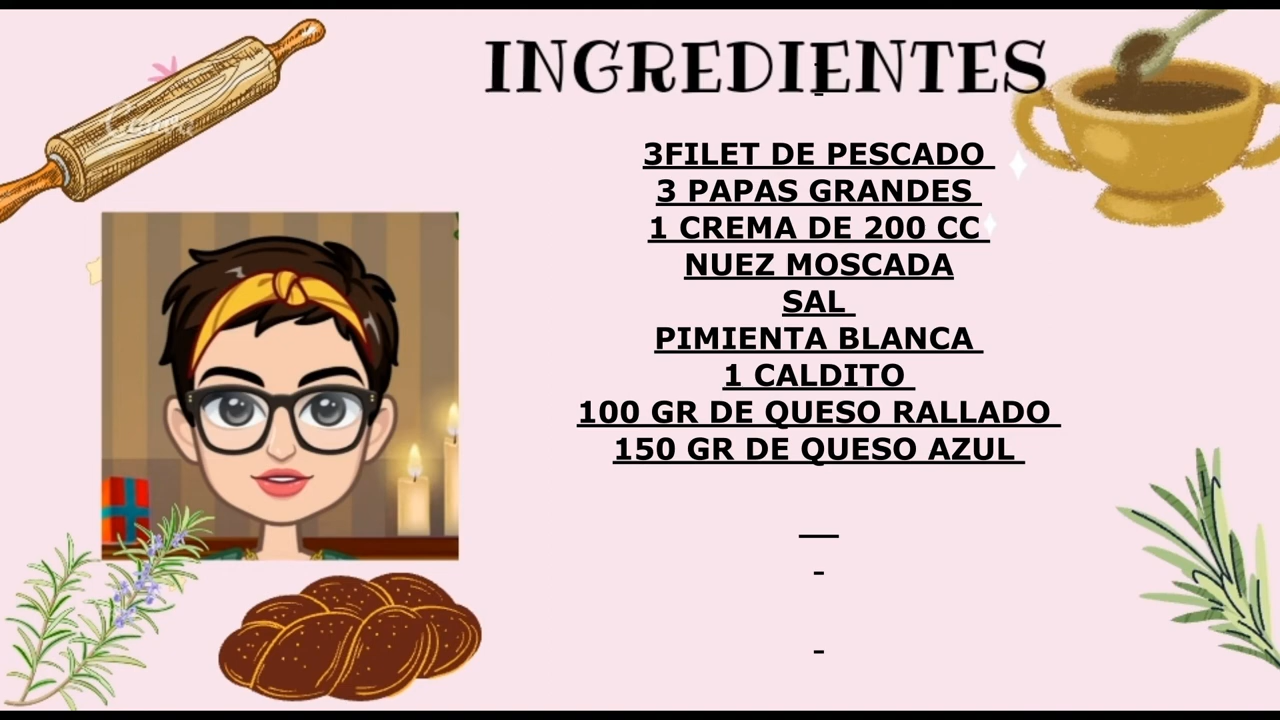 INGREDIENTES
-
3FILET DE PESCADO
3 PAPAS GRANDES
1 CREMA DE 200 CC
NUEZ MOSCADA
SAL
PIMIENTA BLANCA
1 CALDITO
100 GR DE QUESO RALLADO
150 GR DE QUESO AZUL
-
-
Canva